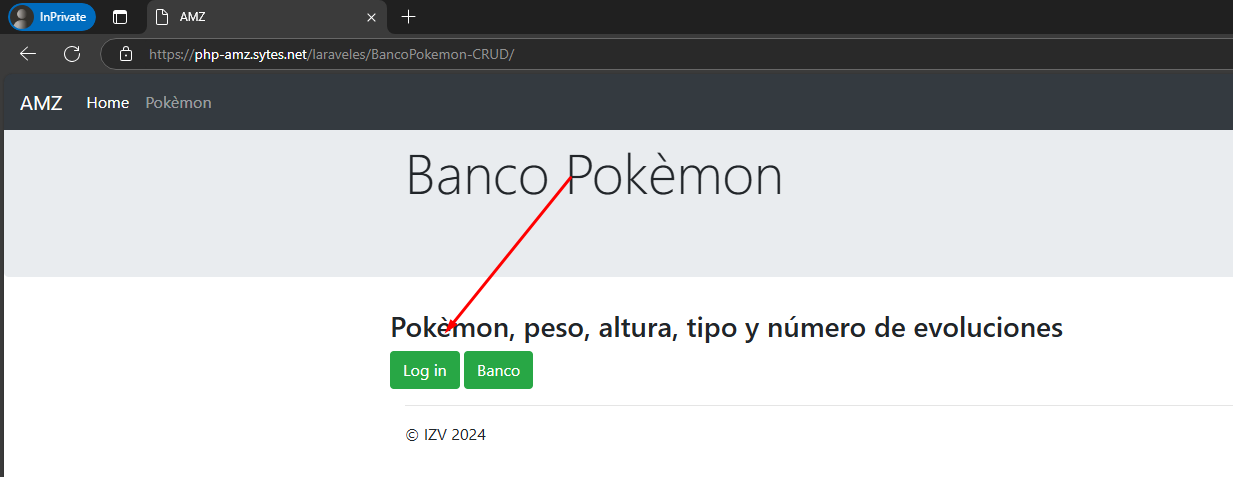 InPrivate
AMZ
https://php-amz.sytes.net/laraveles/BancoPokemon-CRUD/
AMZ Home Pokèmon
Banco Pokèmon
Pokèmon, peso, altura, tipo y número de evoluciones
Log in Banco
© IZV 2024